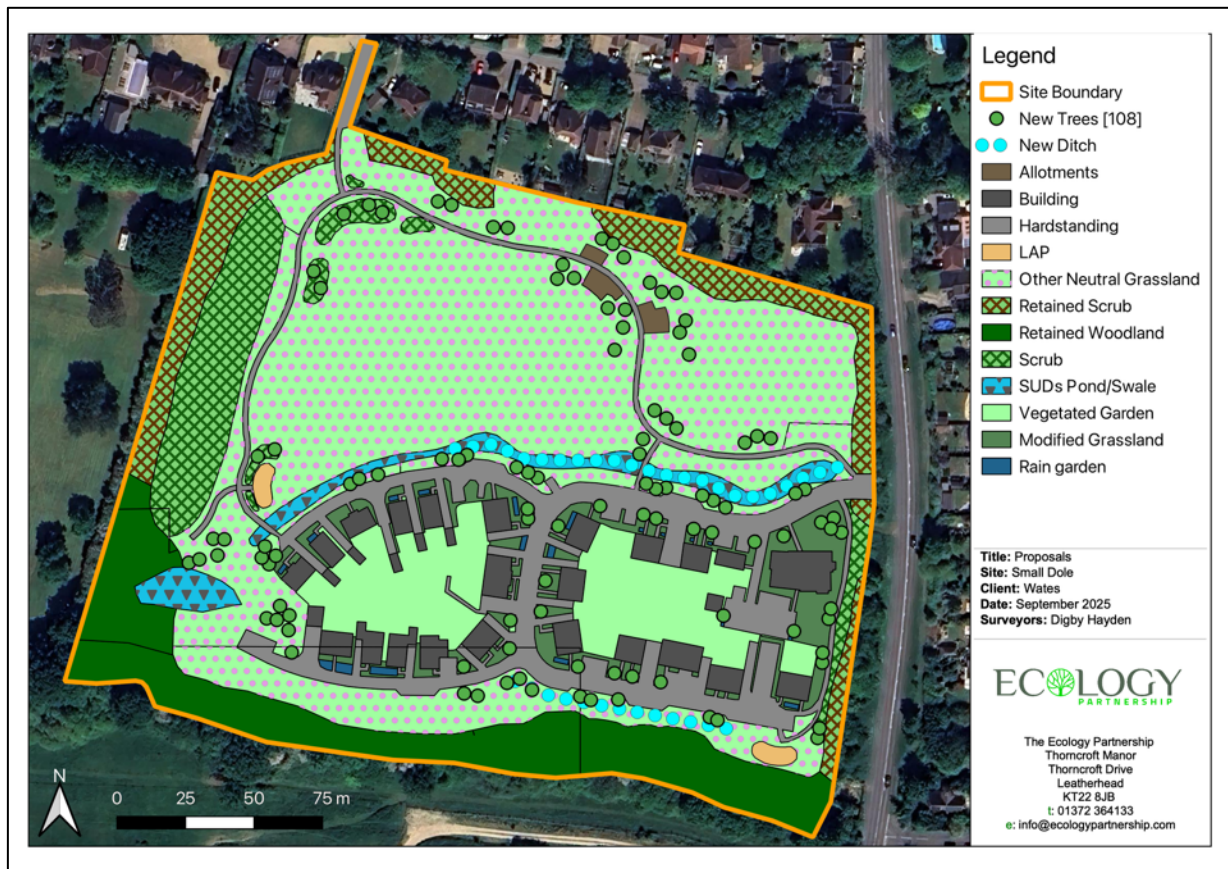 Legend
Site Boundary
New Trees [108]
New Ditch
Allotments
Building
Hardstanding
LAP
Other Neutral Grassland
Retained Scrub
Retained Woodland
Scrub
SUDs Pond/Swale
Vegetated Garden
Modified Grassland
Rain garden
Title: Proposals
Site: Small Dole
Client: Wates
Date: September 2025
Surveyors: Digby Hayden
ECOLOGY
PARTNERSHIP
The Ecology Partnership
Thorncroft Manor
Thorncroft Drive
Leatherhead
KT22 8JB
t: 01372 364133
e: info@ecologypartnership.com
N
0 25 50 75 m